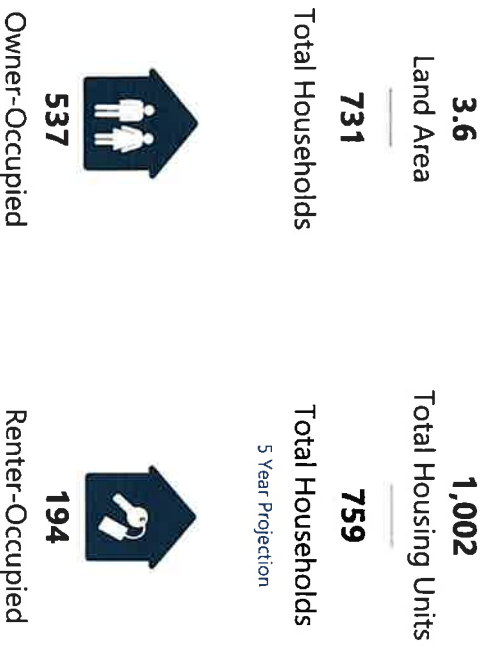 3.6
Land Area
731
Total Households
537
Owner-Occupied
1,002
Total Housing Units
759
Total Households
5 Year Projection
194
Renter-Occupied